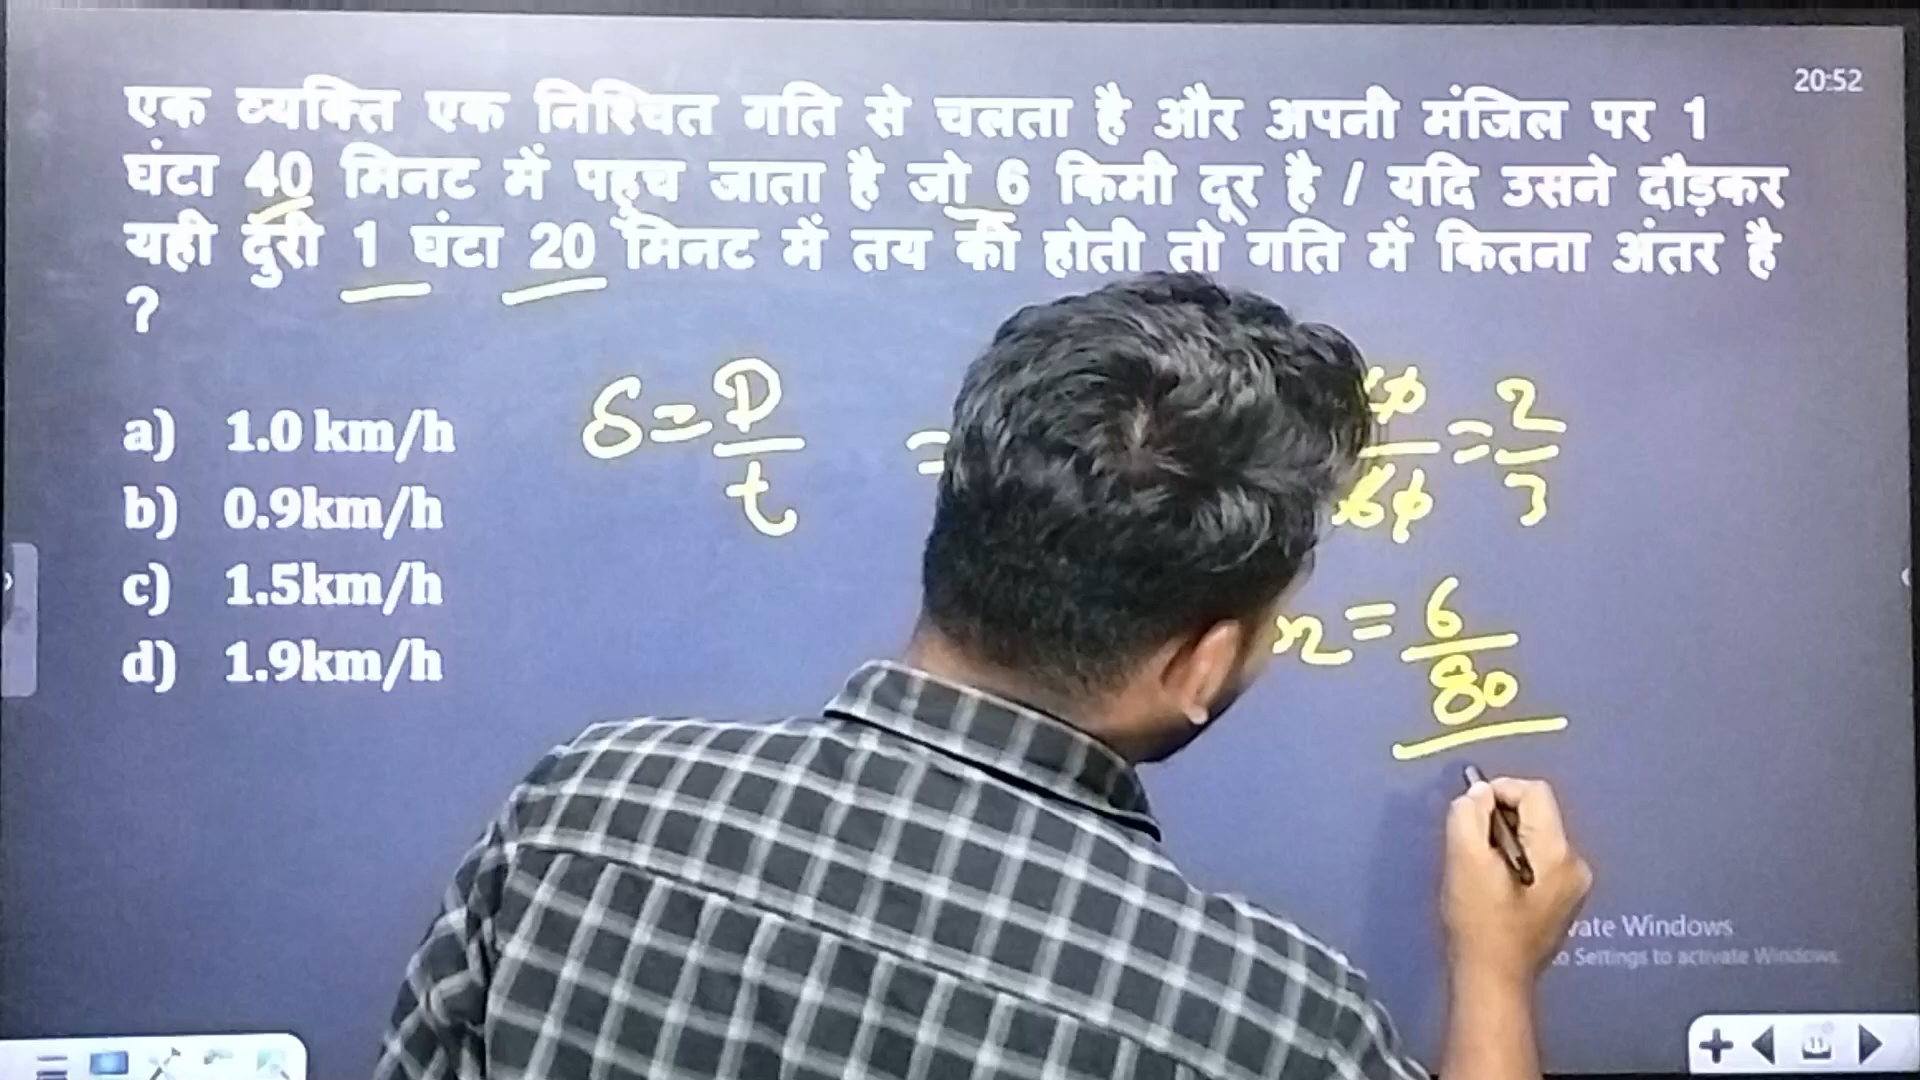 20:52
एक व्यक्ति एक निश्चित गति से चलता है और अपनी मंजिल पर 1
घंटा 40 मिनट में पहुच जाता है जो 6 किमी दूर है / यदि उसने दौड़कर
यही दुरी 1 घंटा 20 मिनट में तय की होती तो गति में कितना अंतर है
?
a) 1.0 km/h
b) 0.9km/h
c) 1.5km/h
d) 1.9km/h
S = D/t =
= 2/3
= 6/80
vate Windows
to Settings to activate Windows.
11